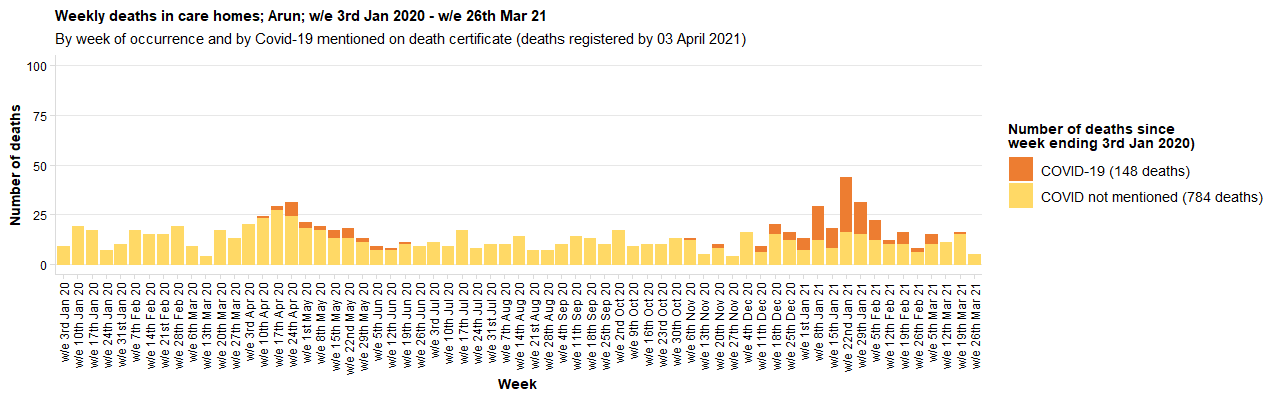 Weekly deaths in care homes; Arun; w/e 3rd Jan 2020 - w/e 26th Mar 21
By week of occurrence and by Covid-19 mentioned on death certificate (deaths registered by 03 April 2021)
Number of deaths
100
75
50
25
0
w/e 3rd Jan 20
w/e 10th Jan 20
w/e 17th Jan 20
w/e 24th Jan 20
w/e 31st Jan 20
w/e 7th Feb 20
w/e 14th Feb 20
w/e 21st Feb 20
w/e 28th Feb 20
w/e 6th Mar 20
w/e 13th Mar 20
w/e 20th Mar 20
w/e 27th Mar 20
w/e 3rd Apr 20
w/e 10th Apr 20
w/e 17th Apr 20
w/e 24th Apr 20
w/e 1st May 20
w/e 8th May 20
w/e 15th May 20
w/e 22nd May 20
w/e 29th May 20
w/e 5th Jun 20
w/e 12th Jun 20
w/e 19th Jun 20
w/e 26th Jun 20
w/e 3rd Jul 20
w/e 10th Jul 20
w/e 17th Jul 20
w/e 24th Jul 20
w/e 31st Jul 20
w/e 7th Aug 20
w/e 14th Aug 20
w/e 21st Aug 20
w/e 28th Aug 20
w/e 4th Sep 20
w/e 11th Sep 20
w/e 18th Sep 20
w/e 25th Sep 20
w/e 2nd Oct 20
w/e 9th Oct 20
w/e 16th Oct 20
w/e 23rd Oct 20
w/e 30th Oct 20
w/e 6th Nov 20
w/e 13th Nov 20
w/e 20th Nov 20
w/e 27th Nov 20
w/e 4th Dec 20
w/e 11th Dec 20
w/e 18th Dec 20
w/e 25th Dec 20
w/e 1st Jan 21
w/e 8th Jan 21
w/e 15th Jan 21
w/e 22nd Jan 21
w/e 29th Jan 21
w/e 5th Feb 21
w/e 12th Feb 21
w/e 19th Feb 21
w/e 26th Feb 21
w/e 5th Mar 21
w/e 12th Mar 21
w/e 19th Mar 21
w/e 26th Mar 21
Week
Number of deaths since
week ending 3rd Jan 2020)
COVID-19 (148 deaths)
COVID not mentioned (784 deaths)